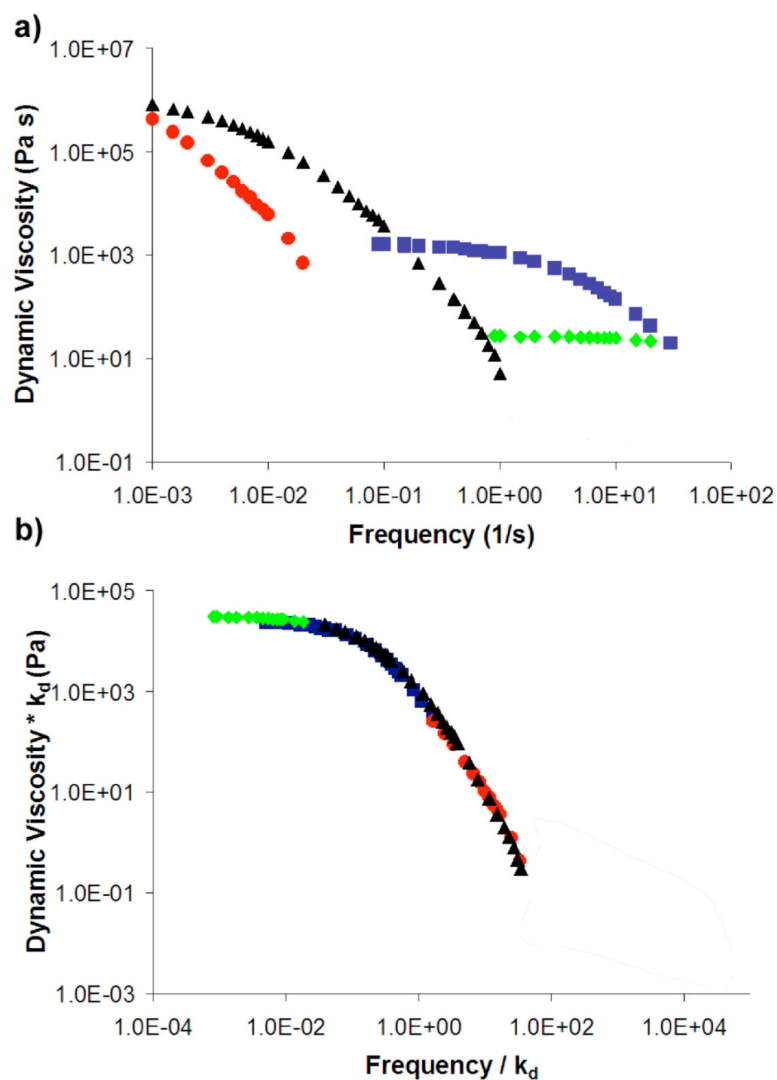 a)
1.0E+07
1.0E+05
1.0E+03
1.0E+01
1.0E-01
Dynamic Viscosity (Pa s)
1.0E-03 1.0E-02 1.0E-01 1.0E+00 1.0E+01 1.0E+02
Frequency (1/s)
b)
1.0E+05
1.0E+03
1.0E+01
1.0E-01
1.0E-03
Dynamic Viscosity * kd (Pa)
1.0E-04 1.0E-02 1.0E+00 1.0E+02 1.0E+04
Frequency / kd